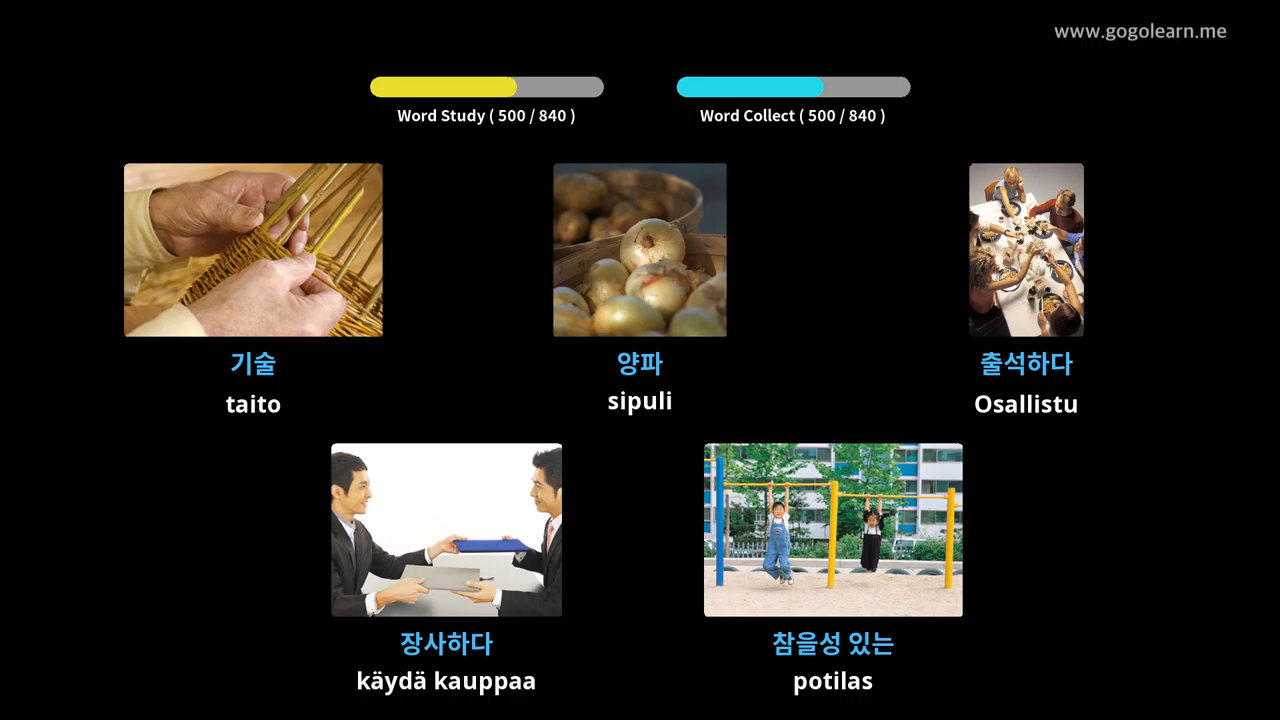 www.gogolearn.me
Word Study ( 500 / 840 )
Word Collect ( 500 / 840 )
기술
taito
양파
sipuli
출석하다
Osallistu
장사하다
käydä kauppaa
참을성 있는
potilas